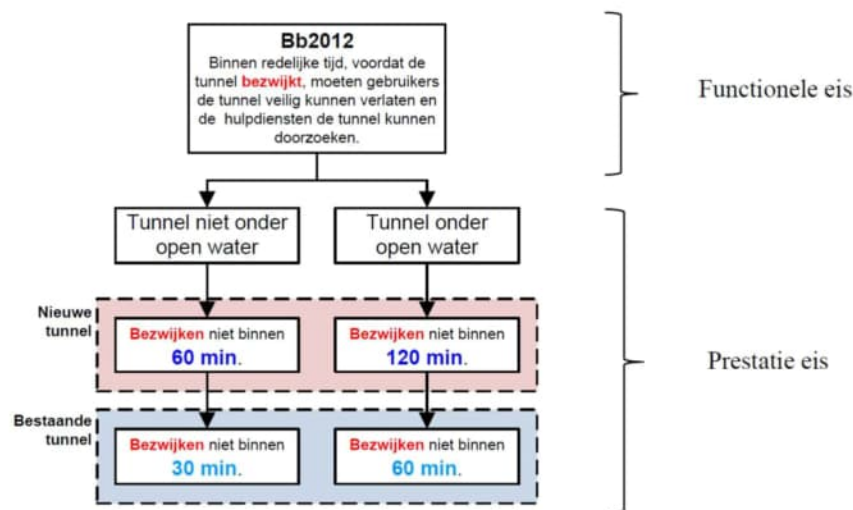 Bb2012
Binnen redelijke tijd, voordat de
tunnel bezwijkt, moeten gebruikers
de tunnel veilig kunnen verlaten en
de hulpdiensten de tunnel kunnen
doorzoeken.
Functionele eis
Tunnel niet onder
open water
Tunnel onder
open water
Nieuwe
tunnel
Bezwijken niet binnen
60 min.
Bezwijken niet binnen
120 min.
Prestatie eis
Bestaande
tunnel
Bezwijken niet binnen
30 min.
Bezwijken niet binnen
60 min.